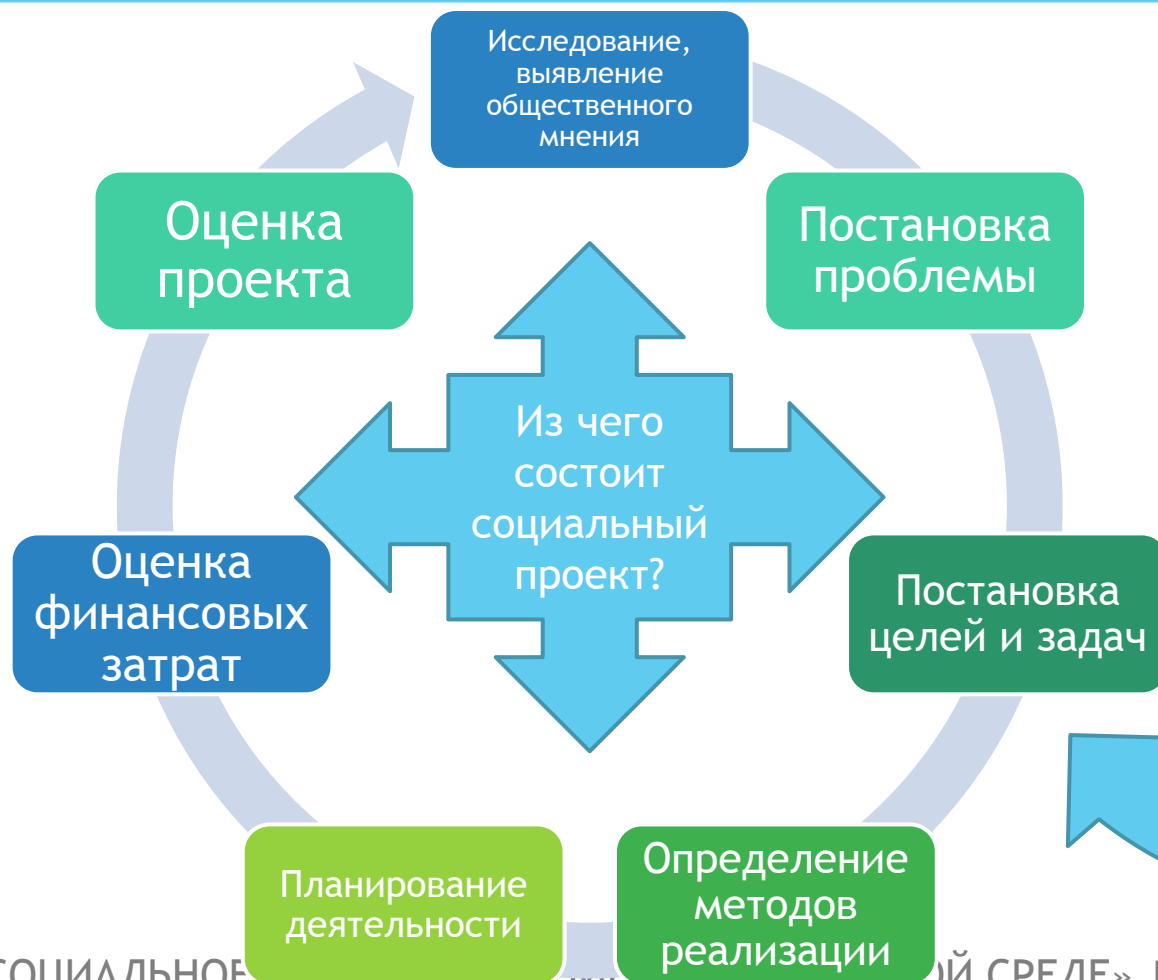 Исследование,
выявление
общественного
мнения
Постановка
проблемы
Постановка
целей и задач
Определение
методов
реализации
Планирование
деятельности
Оценка
финансовых
затрат
Оценка
проекта
Из чего
состоит
социальный
проект?
СРЕДЕ»